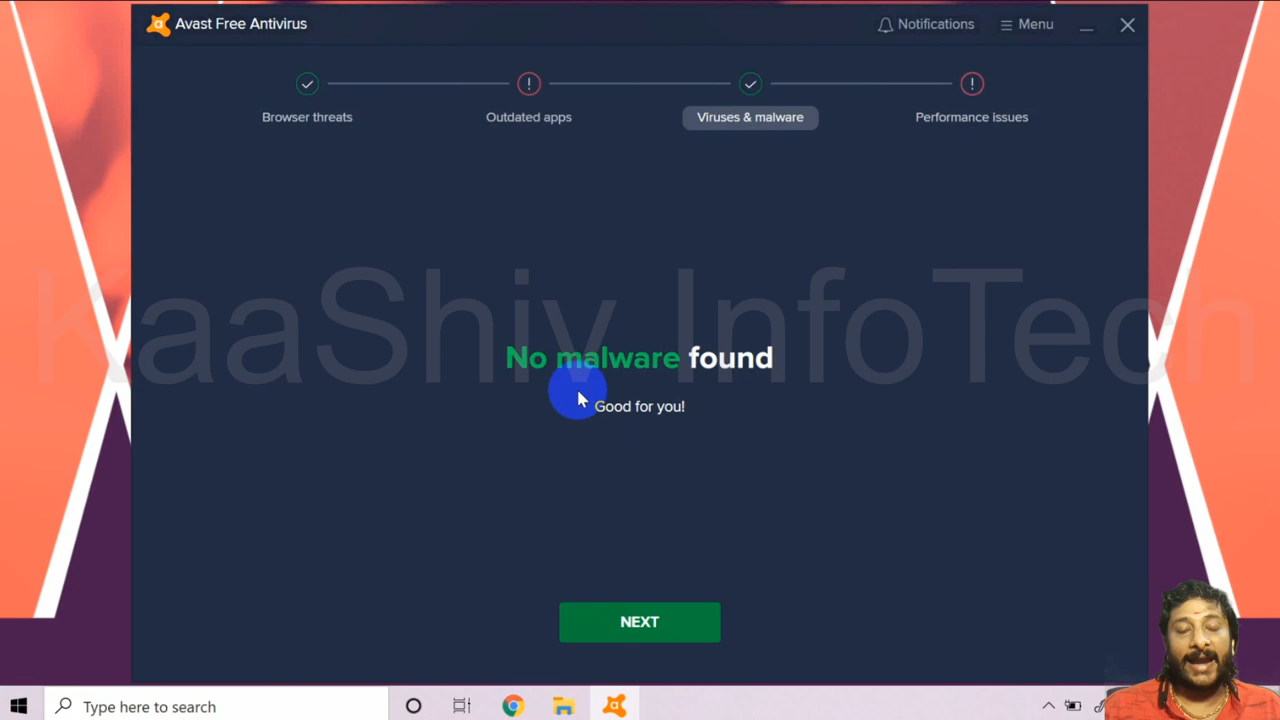 Avast Free Antivirus
Notifications
Menu
Browser threats
Outdated apps
Viruses & malware
Performance issues
KaaShiv InfoTech
No malware found
Good for you!
NEXT
Type here to search